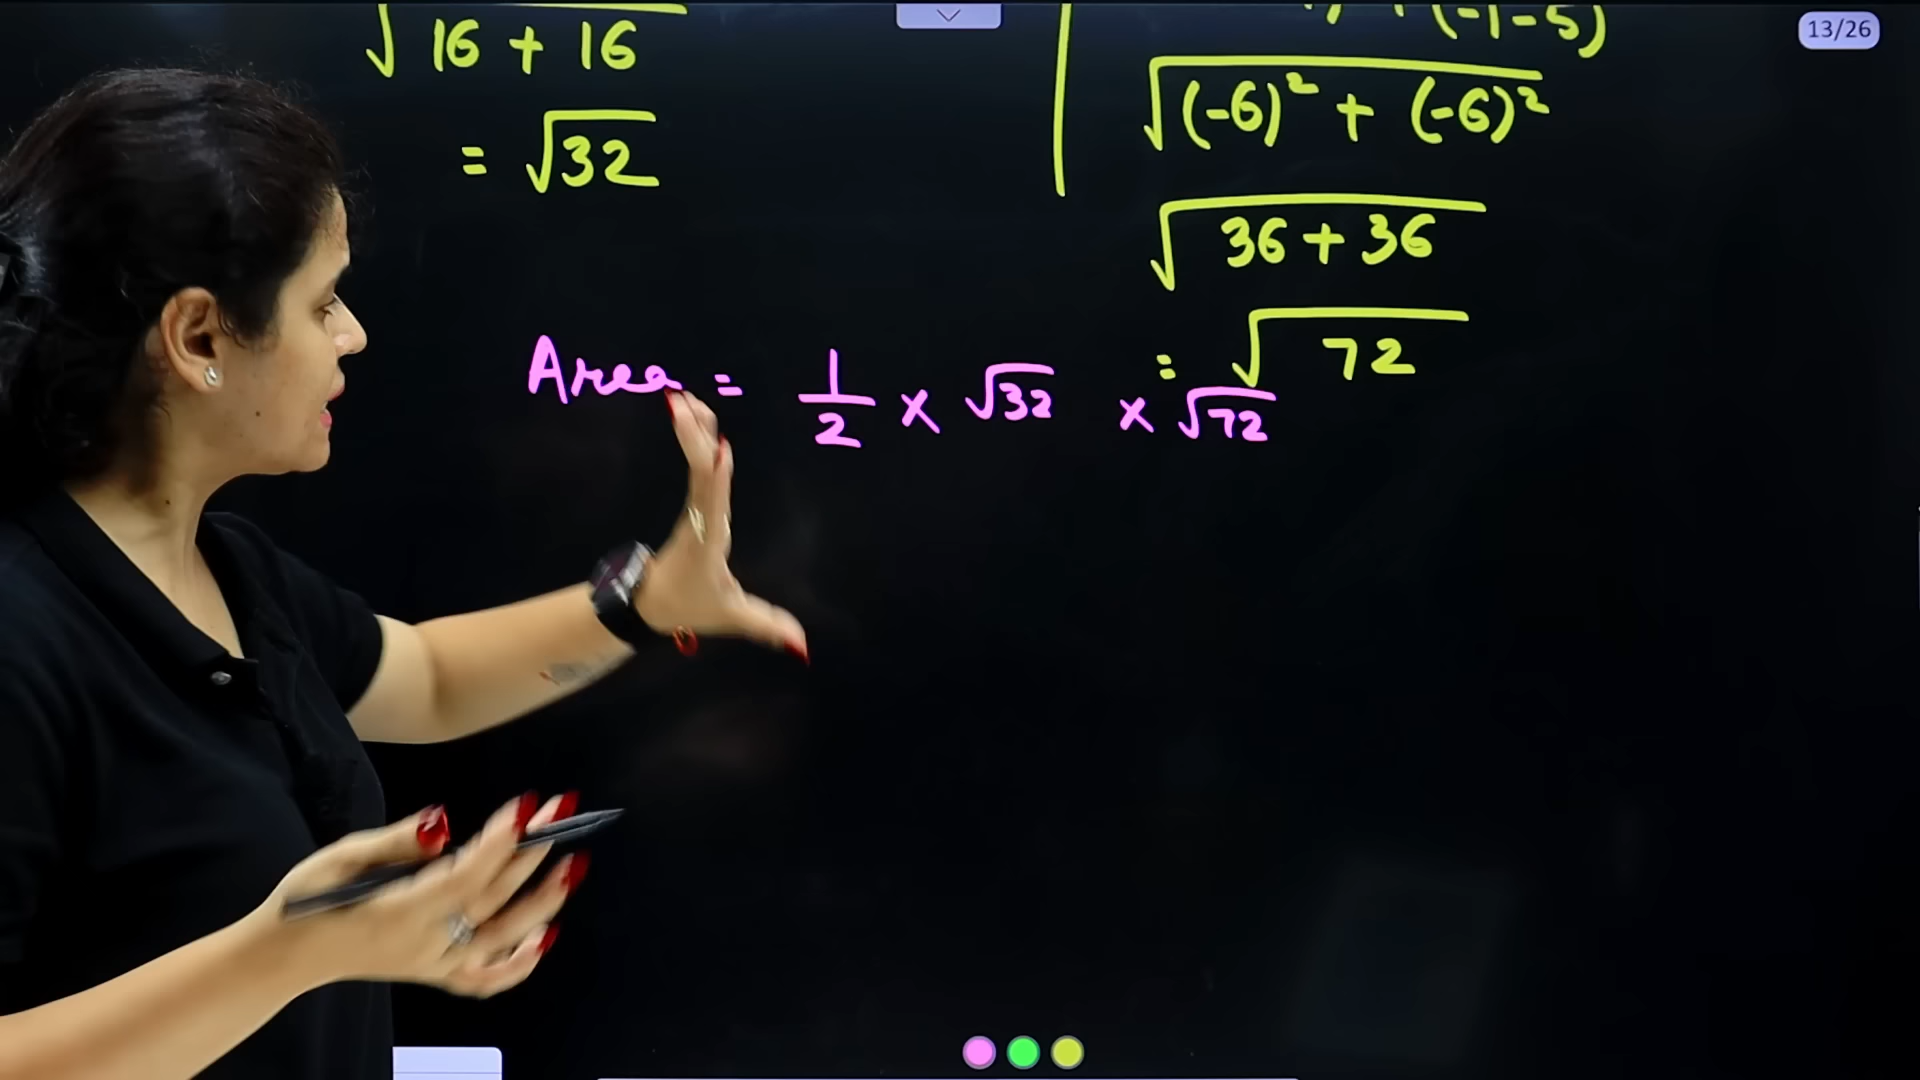 √16 + 16
= √32
(-1-5)
√(-6)² + (-6)²
√36 + 36
= √72
Area = 1/2 × √32 × √72
13/26